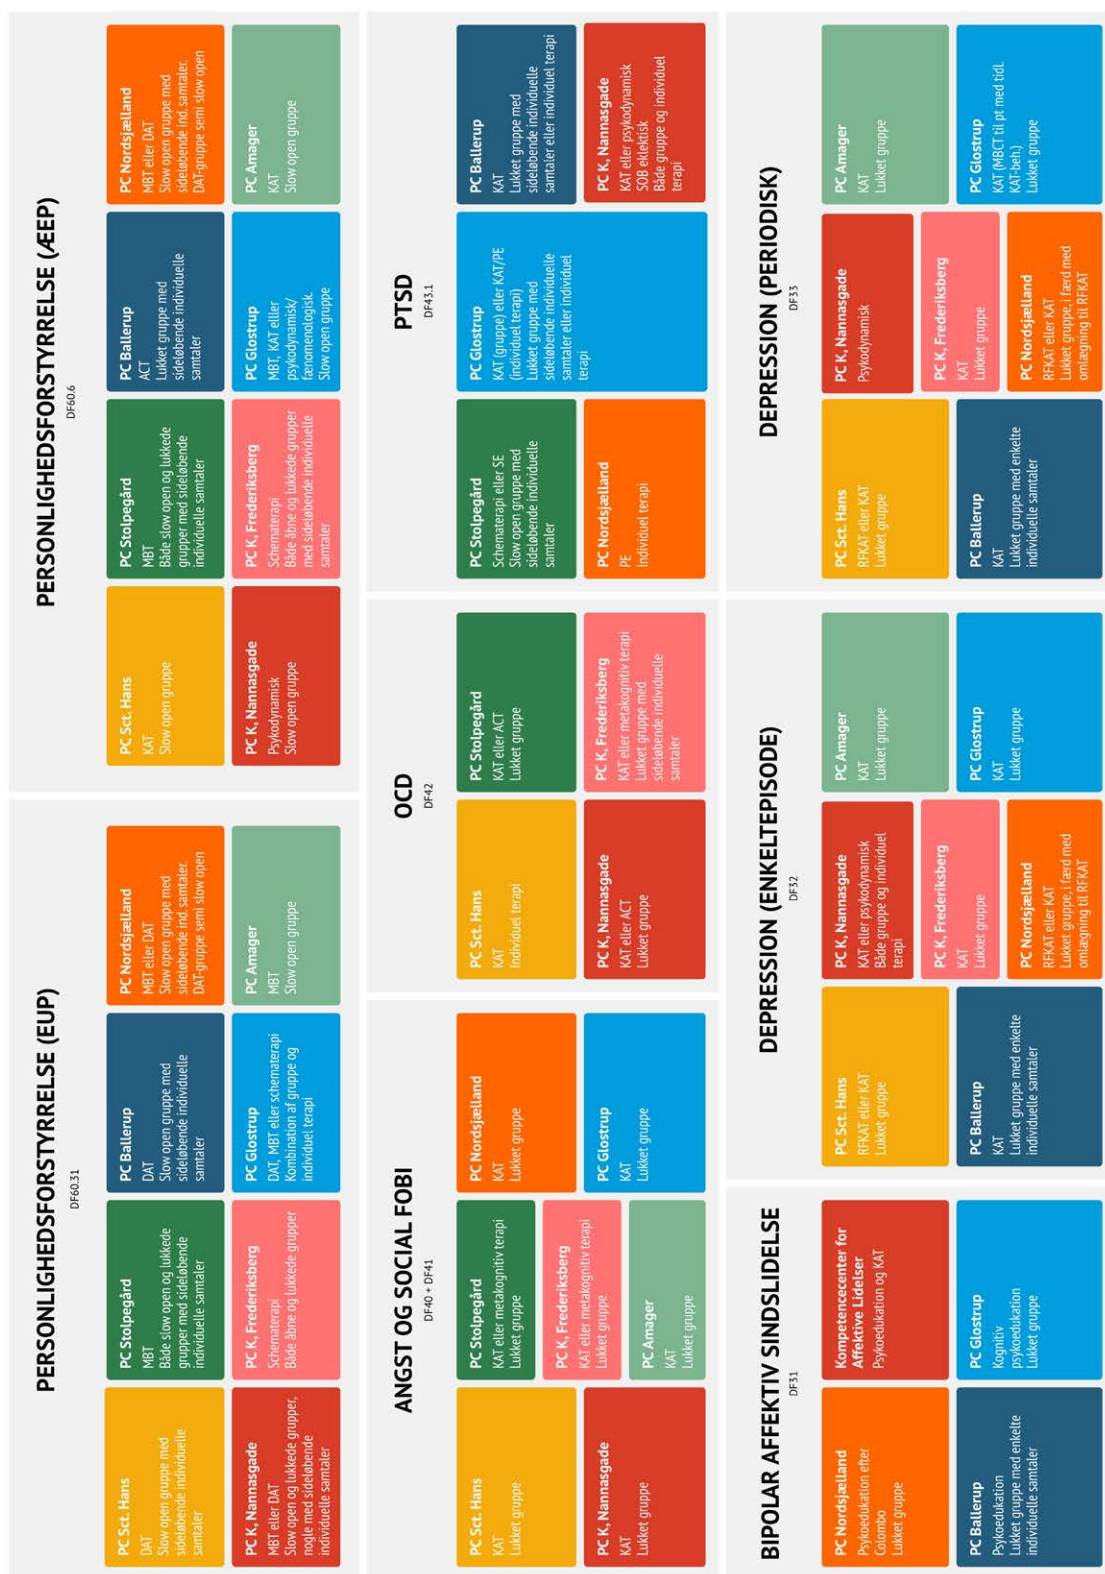 PERSONLIGHEDSFORSTYRRELSE (EUP)
DF60.31
PC Sct. Hans
DAT
Slow open gruppe med
sideløbende individuelle
samtaler
PC Stolpegård
MBT
Både slow open og lukkede
grupper med sideløbende
individuelle samtaler
PC Ballerup
DAT
Slow open gruppe med
sideløbende individuelle
samtaler
PC Nordsjælland
MBT eller DAT
Slow open gruppe med
sideløbende ind. samtaler.
DAT-gruppe semi slow open
PC K, Nannasgade
MBT eller DAT
Slow open og lukkede grupper,
nogle med sideløbende
individuelle samtaler
PC K, Frederiksberg
Schematerapi
Både åbne og lukkede grupper
PC Glostrup
DAT, MBT eller schematerapi
Kombination af gruppe og
individuel terapi
PC Amager
MBT
Slow open gruppe
PERSONLIGHEDSFORSTYRRELSE (ÆEP)
DF60.6
PC Sct. Hans
KAT
Slow open gruppe
PC Stolpegård
MBT
Både slow open og lukkede
grupper med sideløbende
individuelle samtaler
PC Ballerup
ACT
Lukket gruppe med
sideløbende individuelle
samtaler
PC Nordsjælland
MBT eller DAT
Slow open gruppe med
sideløbende ind. samtaler.
DAT-gruppe semi slow open
PC K, Nannasgade
Psykodynamisk
Slow open gruppe
PC K, Frederiksberg
Schematerapi
Både åbne og lukkede grupper
med sideløbende individuelle
samtaler
PC Glostrup
MBT, KAT elller
psykodynamisk/
fænomenologisk.
Slow open gruppe
PC Amager
KAT
Slow open gruppe
ANGST OG SOCIAL FOBI
DF40 + DF41
PC Sct. Hans
KAT
Lukket gruppe
PC Stolpegård
KAT eller metakognitiv terapi
Lukket gruppe
PC Nordsjælland
KAT
Lukket gruppe
PC K, Frederiksberg
KAT eller metakognitiv terapi
Lukket gruppe
PC K, Nannasgade
KAT
Lukket gruppe
PC Amager
KAT
Lukket gruppe
PC Glostrup
KAT
Lukket gruppe
OCD
DF42
PC Sct. Hans
KAT
Individuel terapi
PC Stolpegård
KAT eller ACT
Lukket gruppe
PC K, Nannasgade
KAT eller ACT
Lukket gruppe
PC K, Frederiksberg
KAT eller metakognitiv terapi
Lukket gruppe med
sideløbende individuelle
samtaler
PTSD
DF43.1
PC Stolpegård
Schematerapi eller SE
Slow open gruppe med
sideløbende individuelle
samtaler
PC Glostrup
KAT (gruppe) eller KAT/PE
(individuel terapi)
Lukket gruppe med
sideløbende individuelle
samtaler eller individuel
terapi
PC Ballerup
KAT
Lukket gruppe med
sideløbende individuelle
samtaler eller individuel terapi
PC Nordsjælland
PE
Individuel terapi
PC K, Nannasgade
KAT eller psykodynamisk
SOB eklektisk
Både gruppe og individuel
terapi
BIPOLAR AFFEKTIV SINDSLIDELSE
DF31
PC Nordsjælland
Psykoedukation efter
Colombo
Lukket gruppe
Kompetencecenter for
Affektive Lidelser
Psykoedukation og KAT
PC Ballerup
Psykoedukation
Lukket gruppe med enkelte
individuelle samtaler
PC Glostrup
Kognitiv
psykoedukation
Lukket gruppe
DEPRESSION (ENKELTEPISODE)
DF32
PC Sct. Hans
RFKAT eller KAT
Lukket gruppe
PC K, Nannasgade
KAT eller psykodynamisk
Både gruppe og individuel
terapi
PC Amager
KAT
Lukket gruppe
PC K, Frederiksberg
KAT
Lukket gruppe
PC Ballerup
KAT
Lukket gruppe med enkelte
individuelle samtaler
PC Nordsjælland
RFKAT eller KAT
Lukket gruppe, i færd med
omlægning til RFKAT
PC Glostrup
KAT
Lukket gruppe
DEPRESSION (PERIODISK)
DF33
PC Sct. Hans
RFKAT eller KAT
Lukket gruppe
PC K, Nannasgade
Psykodynamisk
PC Amager
KAT
Lukket gruppe
PC K, Frederiksberg
KAT
Lukket gruppe
PC Ballerup
KAT
Lukket gruppe med enkelte
individuelle samtaler
PC Nordsjælland
RFKAT eller KAT
Lukket gruppe, i færd med
omlægning til RFKAT
PC Glostrup
KAT (MBCT til pt med tidl.
KAT-beh.)
Lukket gruppe